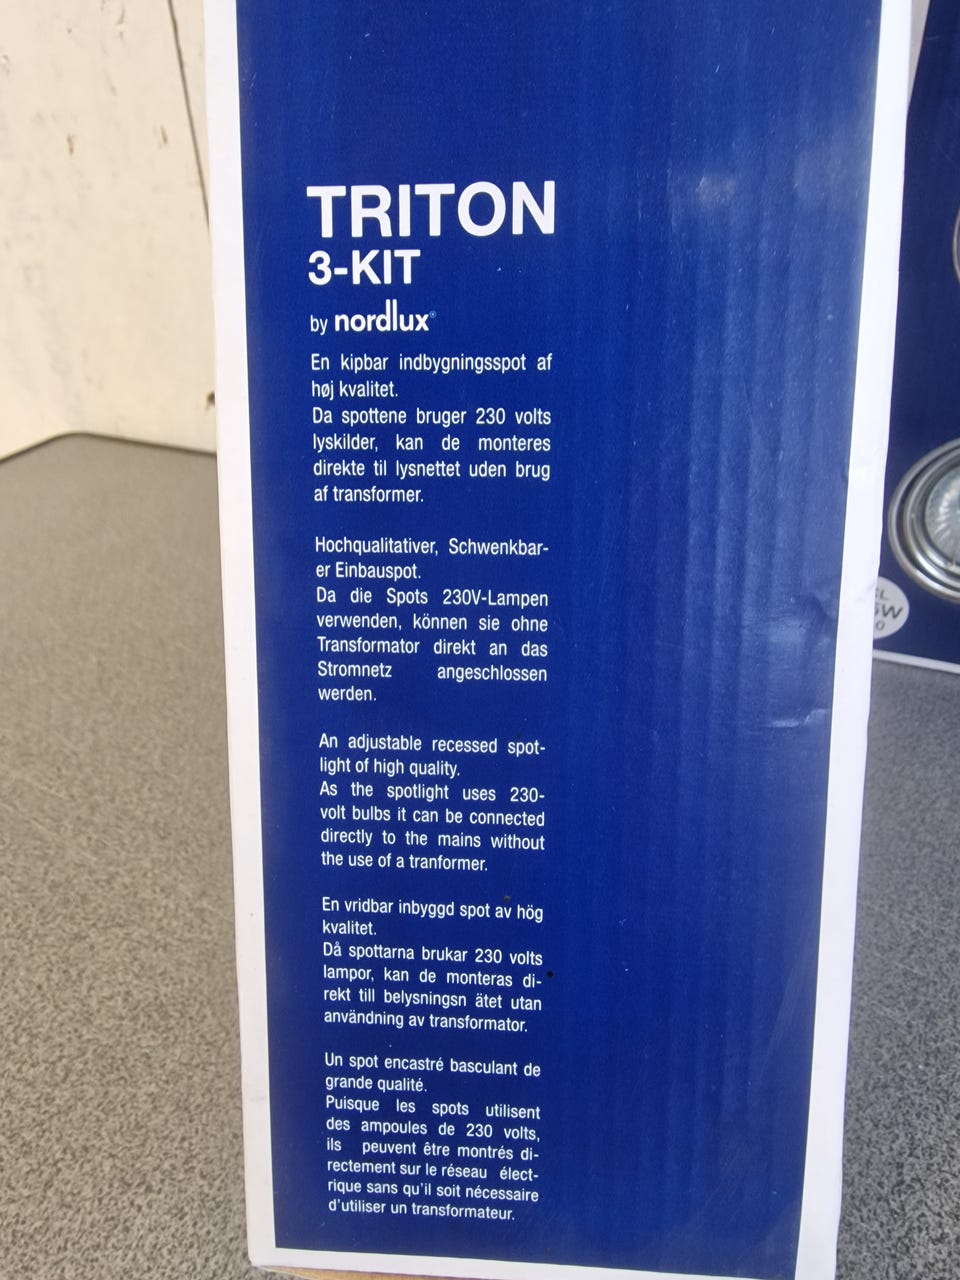 TRITON
3-KIT
by nordlux®
En kipbar indbygningsspot af
høj kvalitet.
Da spottene bruger 230 volts
lyskilder, kan de monteres
direkte til lysnettet uden brug
af transformer.
Hochqualitativer, Schwenkbar-
er Einbauspot.
Da die Spots 230V-Lampen
verwenden, können sie ohne
Transformator direkt an das
Stromnetz angeschlossen
werden.
An adjustable recessed spot-
light of high quality.
As the spotlight uses 230-
volt bulbs it can be connected
directly to the mains without
the use of a tranformer.
En vridbar inbyggd spot av hög
kvalitet.
Då spottarna brukar 230 volts
lampor, kan de monteras di-
rekt till belysningsn ätet utan
användning av transformator.
Un spot encastré basculant de
grande qualité.
Puisque les spots utilisent
des ampoules de 230 volts,
ils peuvent être montrés di-
rectement sur le réseau élect-
rique sans qu'il soit nécessaire
d'utiliser un transformateur.